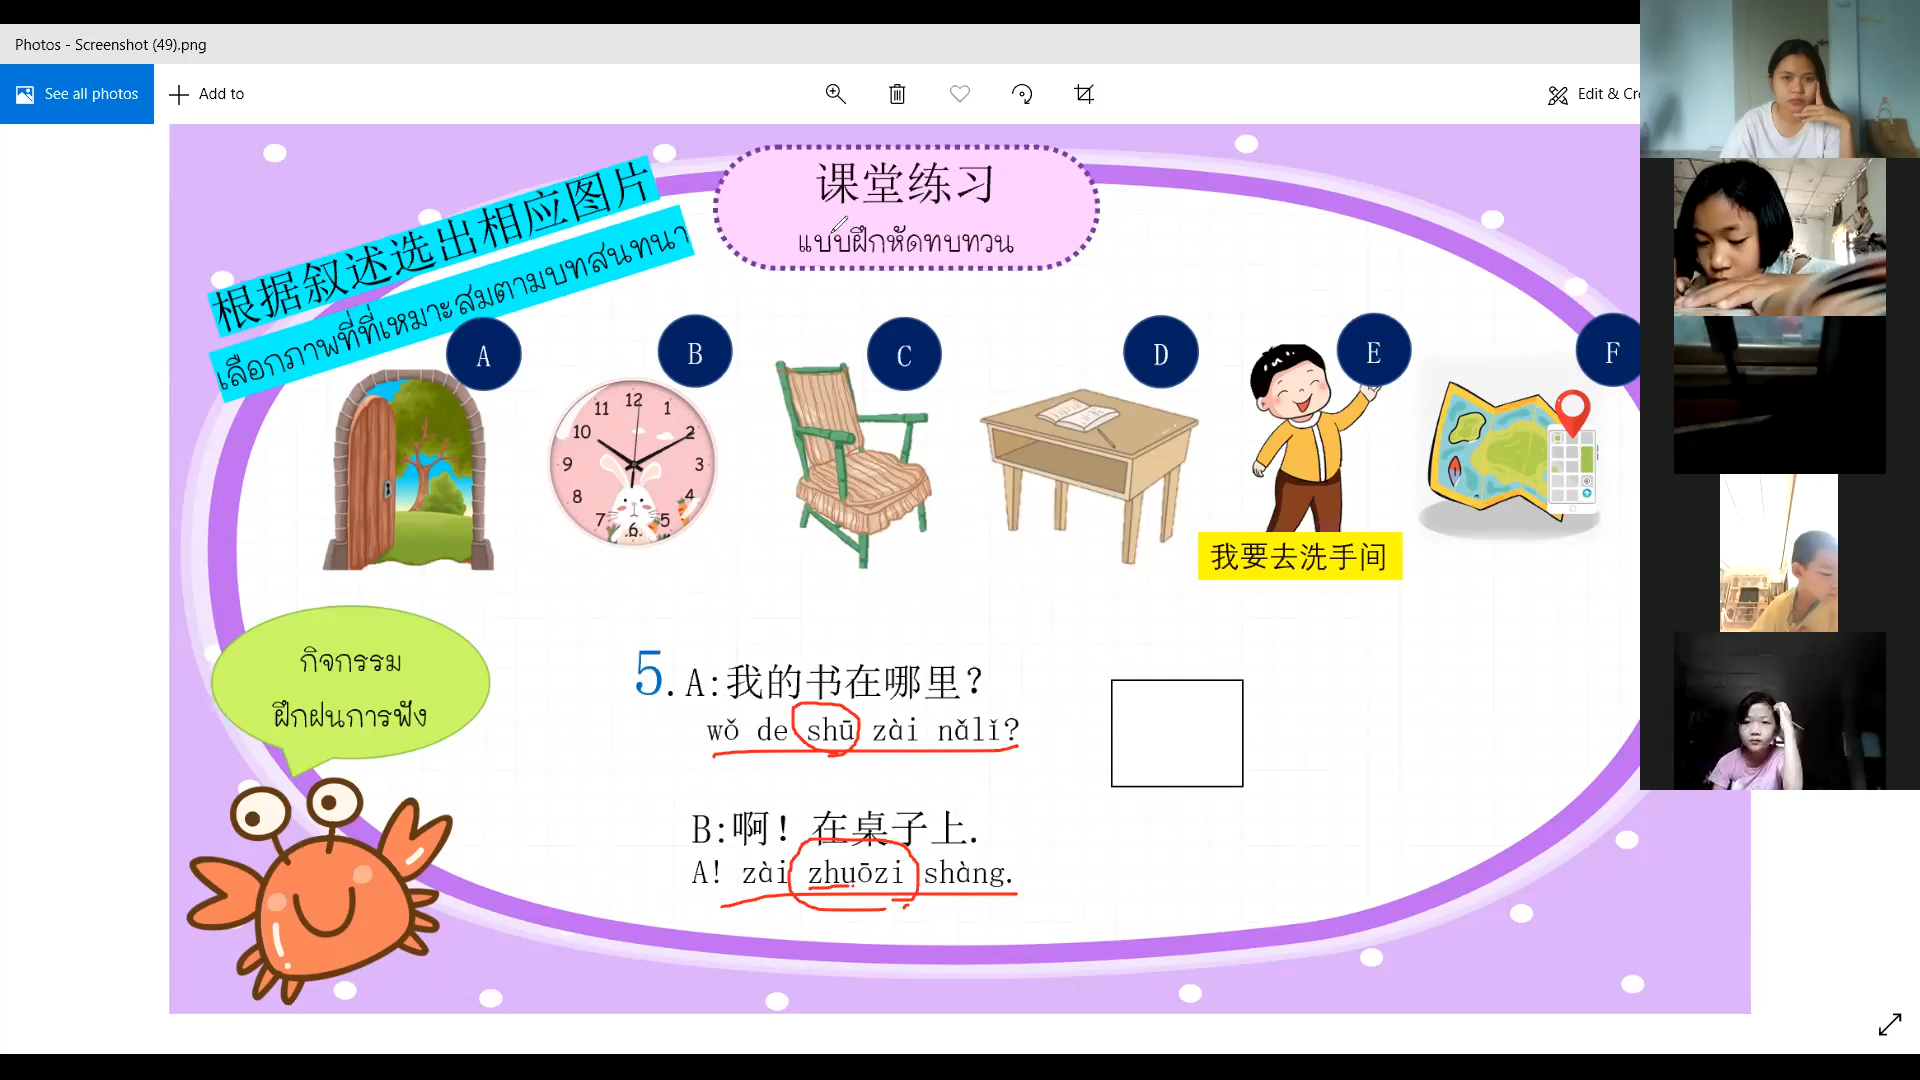 Photos - Screenshot (49).png
See all photos
Add to
Edit & Cre
课堂练习
แบบฝึกหัดทบทวน
根据叙述选出相应图片
เลือกภาพที่ที่เหมาะสมตามบทสนทนา
A
B
C
D
E
F
12
1
2
3
4
5
6
7
8
9
10
11
我要去洗手间
กิจกรรม
ฝึกฝนการฟัง
5. A:我的书在哪里?
wǒ de shū zài nǎlǐ?
B:啊! 在桌子上.
A! zài zhuōzi shàng.